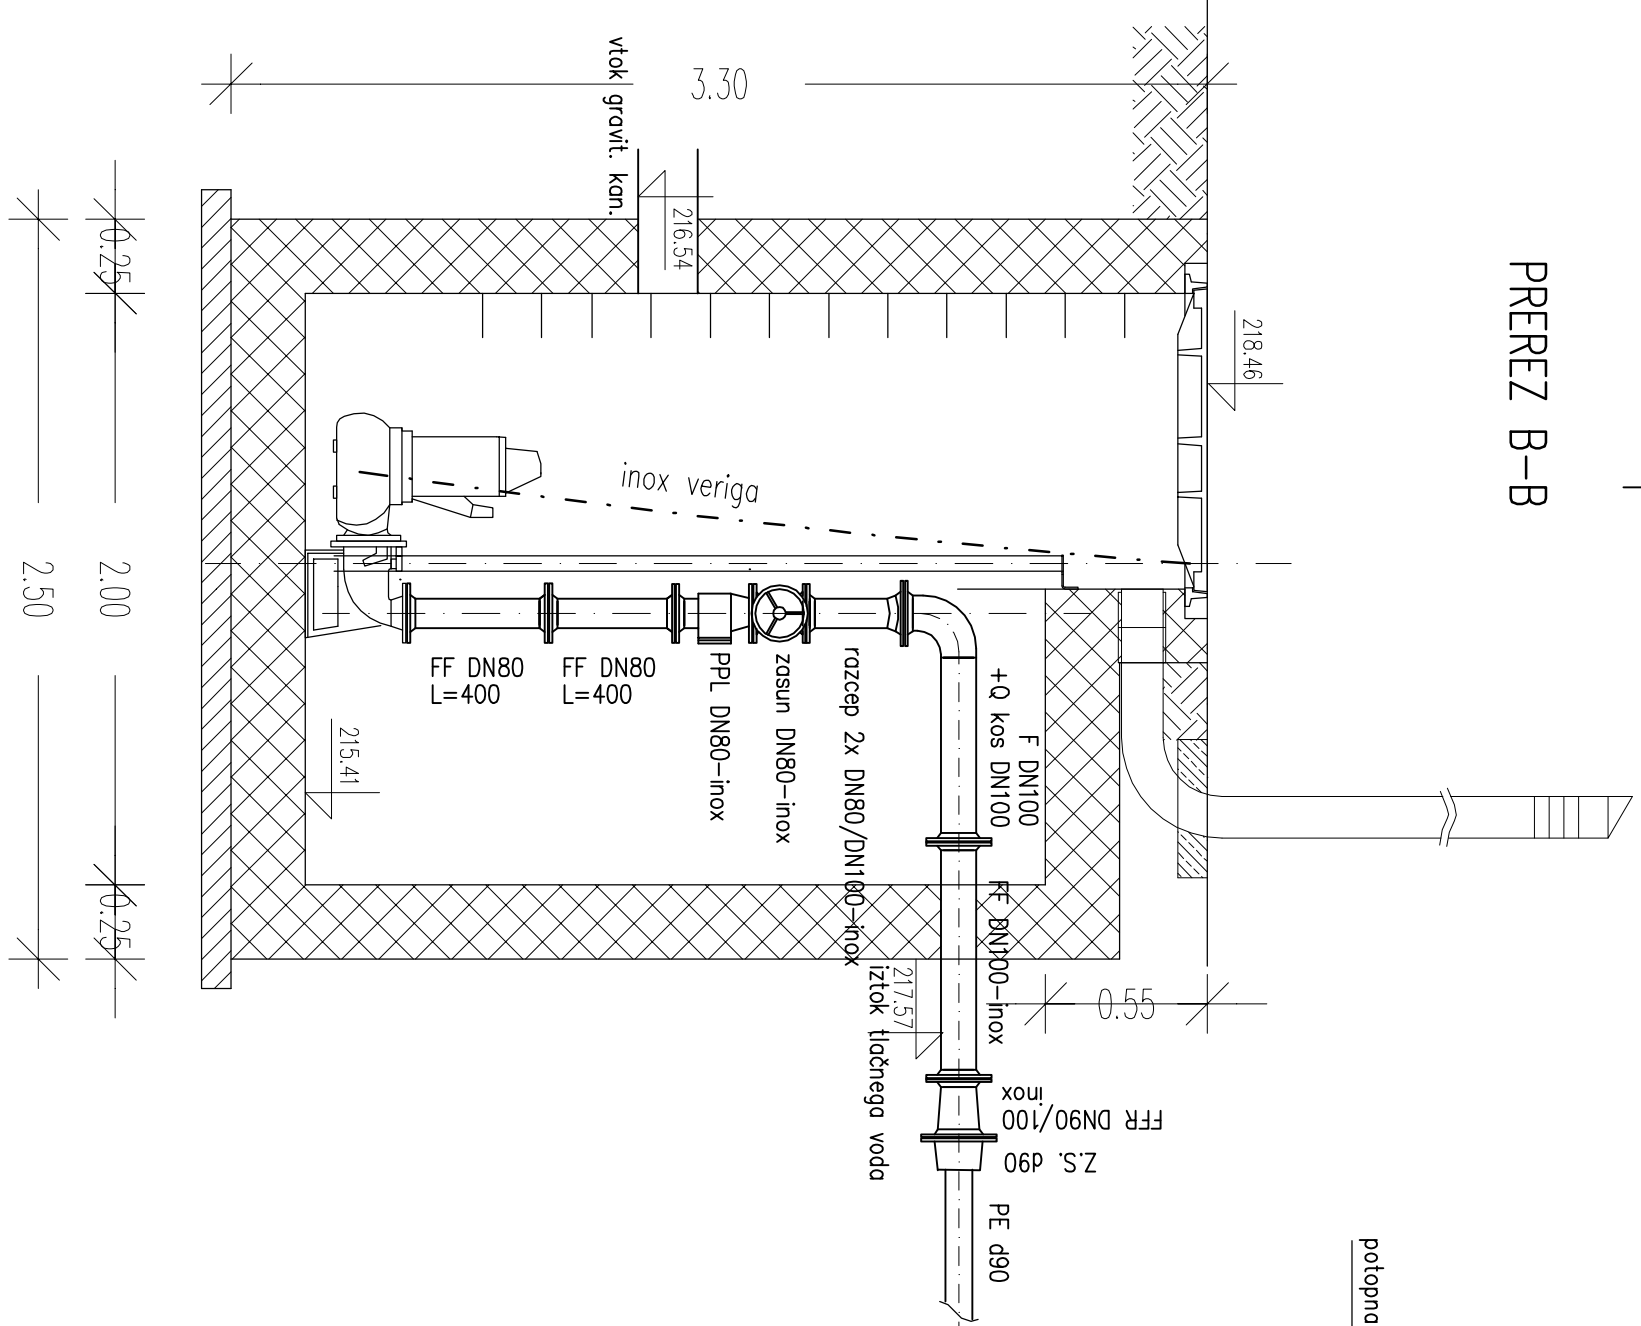 PREREZ B-B
3.30
vtok gravit. kan.
216.54
218.46
0.25
2.00
0.25
2.50
inox veriga
FF DN80
L=400
FF DN80
L=400
PPL DN80-inox
zasun DN80-inox
razcep 2x DN80/DN100-inox
F DN100
+Q kos DN100
FF DN100-inox
215.41
217.57
iztok tlačnega voda
0.55
FFR DN90/100
inox
Z.S. d90
PE d90
potopna